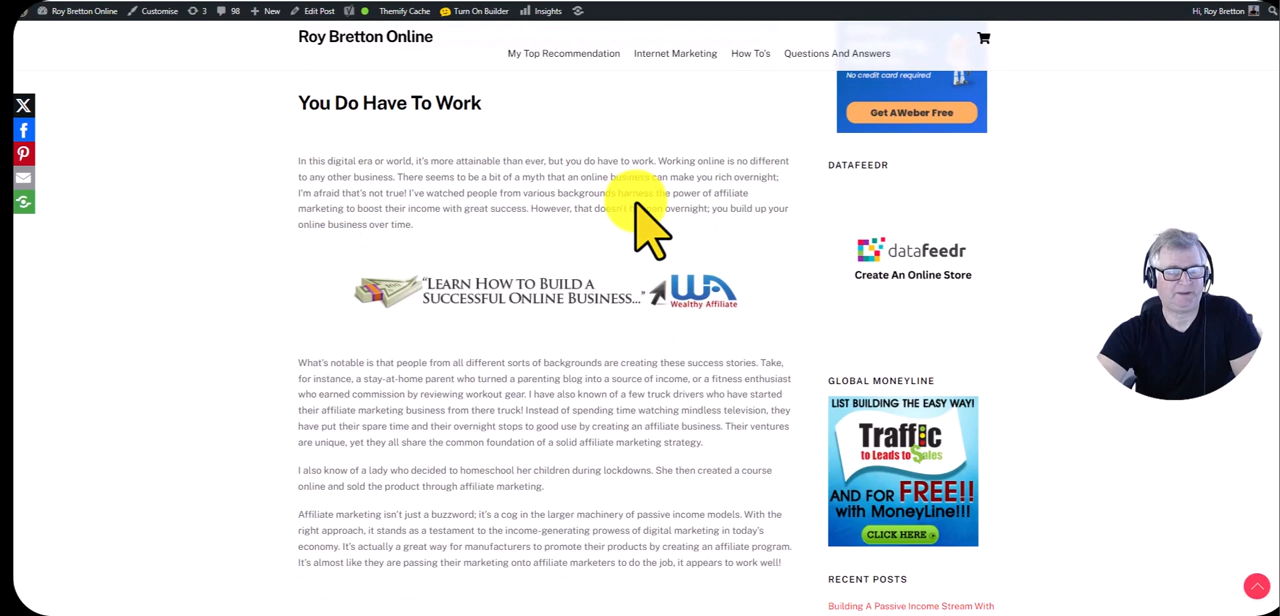 Roy Bretton Online
Customise
3
98
New
Edit Post
Themify Cache
Turn On Builder
Insights
Hi, Roy Bretton
Roy Bretton Online
My Top Recommendation
Internet Marketing
How To's
Questions And Answers
No credit card required
Get AWeber Free
You Do Have To Work
In this digital era or world, it's more attainable than ever, but you do have to work. Working online is no different
to any other business. There seems to be a bit of a myth that an online business can make you rich overnight;
I'm afraid that's not true! I've watched people from various backgrounds harness the power of affiliate
marketing to boost their income with great success. However, that doesn't happen overnight; you build up your
online business over time.
"LEARN HOW TO BUILD A
SUCCESSFUL ONLINE BUSINESS..."
WA
Wealthy Affiliate
What's notable is that people from all different sorts of backgrounds are creating these success stories. Take,
for instance, a stay-at-home parent who turned a parenting blog into a source of income, or a fitness enthusiast
who earned commission by reviewing workout gear. I have also known of a few truck drivers who have started
their affiliate marketing business from there truck! Instead of spending time watching mindless television, they
have put their spare time and their overnight stops to good use by creating an affiliate business. Their ventures
are unique, yet they all share the common foundation of a solid affiliate marketing strategy.
I also know of a lady who decided to homeschool her children during lockdowns. She then created a course
online and sold the product through affiliate marketing.
Affiliate marketing isn't just a buzzword; it's a cog in the larger machinery of passive income models. With the
right approach, it stands as a testament to the income-generating prowess of digital marketing in today's
economy. It's actually a great way for manufacturers to promote their products by creating an affiliate program.
It's almost like they are passing their marketing onto affiliate marketers to do the job, it appears to work well!
DATAFEEDR
datafeedr
Create An Online Store
GLOBAL MONEYLINE
LIST BUILDING THE EASY WAY!
Traffic
to Leads to Sales
AND FOR FREE!!
with MoneyLine!!!
CLICK HERE
RECENT POSTS
Building A Passive Income Stream With